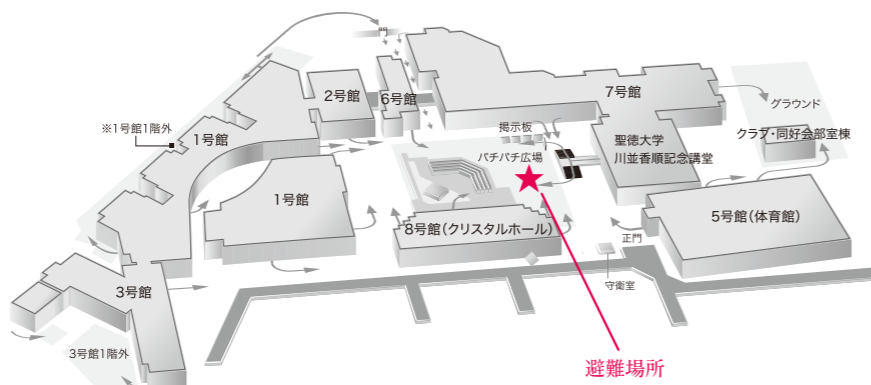 2号館
6号館
7号館
グラウンド
クラブ・同好会部室棟
※1号館1階外
1号館
掲示板
聖徳大学
川並香順記念講堂
パチパチ広場
1号館
8号館(クリスタルホール)
5号館(体育館)
正門
守衛室
3号館
3号館1階外
避難場所